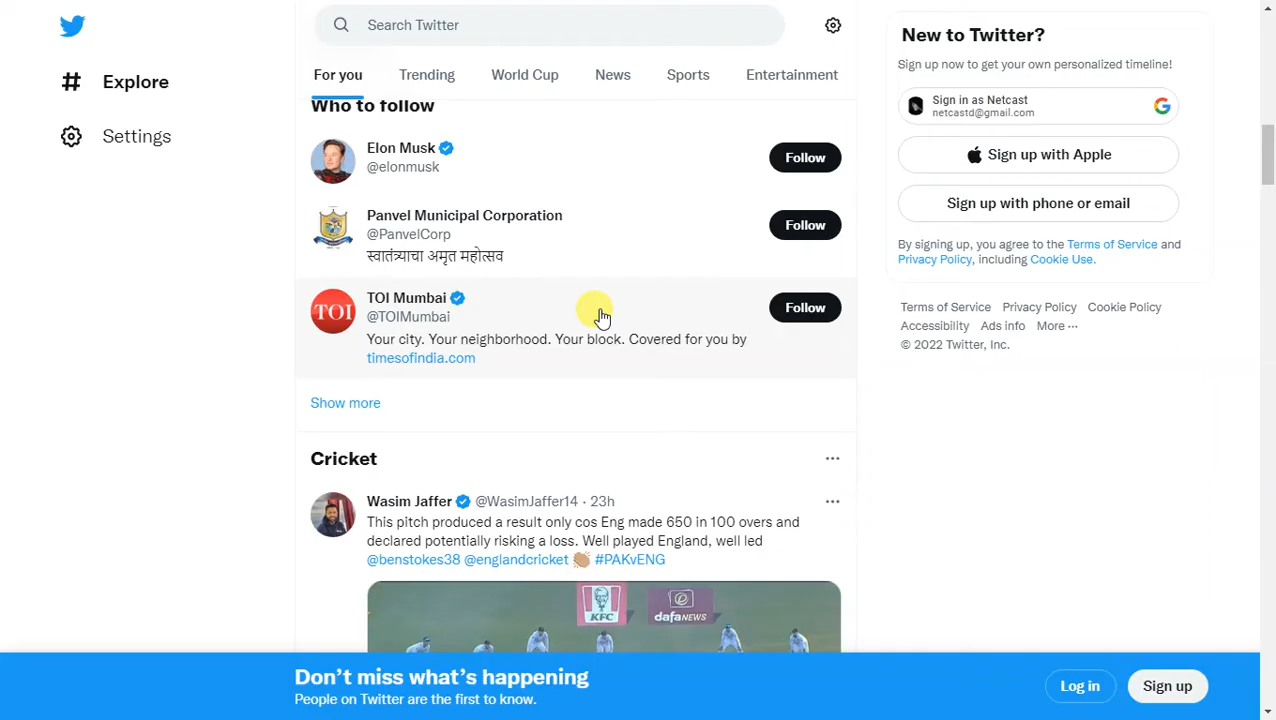 Search Twitter
For you
Trending
World Cup
News
Sports
Entertainment
Explore
Settings
Who to follow
Elon Musk
@elonmusk
Follow
Panvel Municipal Corporation
@PanvelCorp
स्वातंत्र्याचा अमृत महोत्सव
Follow
TOI
TOI Mumbai
@TOIMumbai
Your city. Your neighborhood. Your block. Covered for you by
timesofindia.com
Follow
Show more
Cricket
Wasim Jaffer @WasimJaffer14 · 23h
This pitch produced a result only cos Eng made 650 in 100 overs and
declared potentially risking a loss. Well played England, well led
@benstokes38 @englandcricket 👏🏽 #PAKvENG
KFC
dafaNEWS
New to Twitter?
Sign up now to get your own personalized timeline!
Sign in as Netcast
netcastd@gmail.com
Sign up with Apple
Sign up with phone or email
By signing up, you agree to the Terms of Service and
Privacy Policy, including Cookie Use.
Terms of Service Privacy Policy Cookie Policy
Accessibility Ads info More ···
© 2022 Twitter, Inc.
Don't miss what's happening
People on Twitter are the first to know.
Log in
Sign up